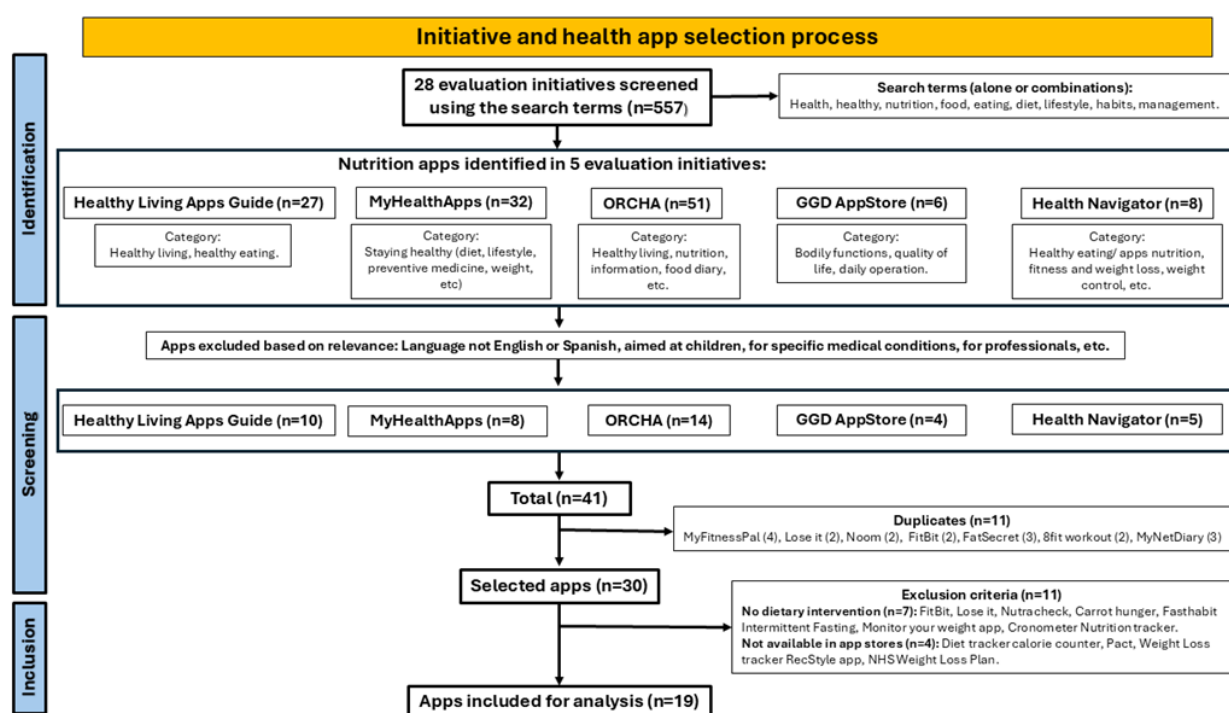 Initiative and health app selection process
Identification
28 evaluation initiatives screened
using the search terms (n=557)
Search terms (alone or combinations):
Health, healthy, nutrition, food, eating, diet, lifestyle, habits, management.
Nutrition apps identified in 5 evaluation initiatives:
Healthy Living Apps Guide (n=27)
Category:
Healthy living, healthy eating.
MyHealthApps (n=32)
Category:
Staying healthy (diet, lifestyle,
preventive medicine, weight,
etc)
ORCHA (n=51)
Category:
Healthy living, nutrition,
information, food diary,
etc.
GGD AppStore (n=6)
Category:
Bodily functions, quality of
life, daily operation.
Health Navigator (n=8)
Category:
Healthy eating/ apps nutrition,
fitness and weight loss, weight
control, etc.
Screening
Apps excluded based on relevance: Language not English or Spanish, aimed at children, for specific medical conditions, for professionals, etc.
Healthy Living Apps Guide (n=10)
MyHealthApps (n=8)
ORCHA (n=14)
GGD AppStore (n=4)
Health Navigator (n=5)
Total (n=41)
Duplicates (n=11)
MyFitnessPal (4), Lose it (2), Noom (2), FitBit (2), FatSecret (3), 8fit workout (2), MyNetDiary (3)
Selected apps (n=30)
Inclusion
Exclusion criteria (n=11)
No dietary intervention (n=7): FitBit, Lose it, Nutracheck, Carrot hunger, Fasthabit
Intermittent Fasting, Monitor your weight app, Cronometer Nutrition tracker.
Not available in app stores (n=4): Diet tracker calorie counter, Pact, Weight Loss
tracker RecStyle app, NHS Weight Loss Plan.
Apps included for analysis (n=19)